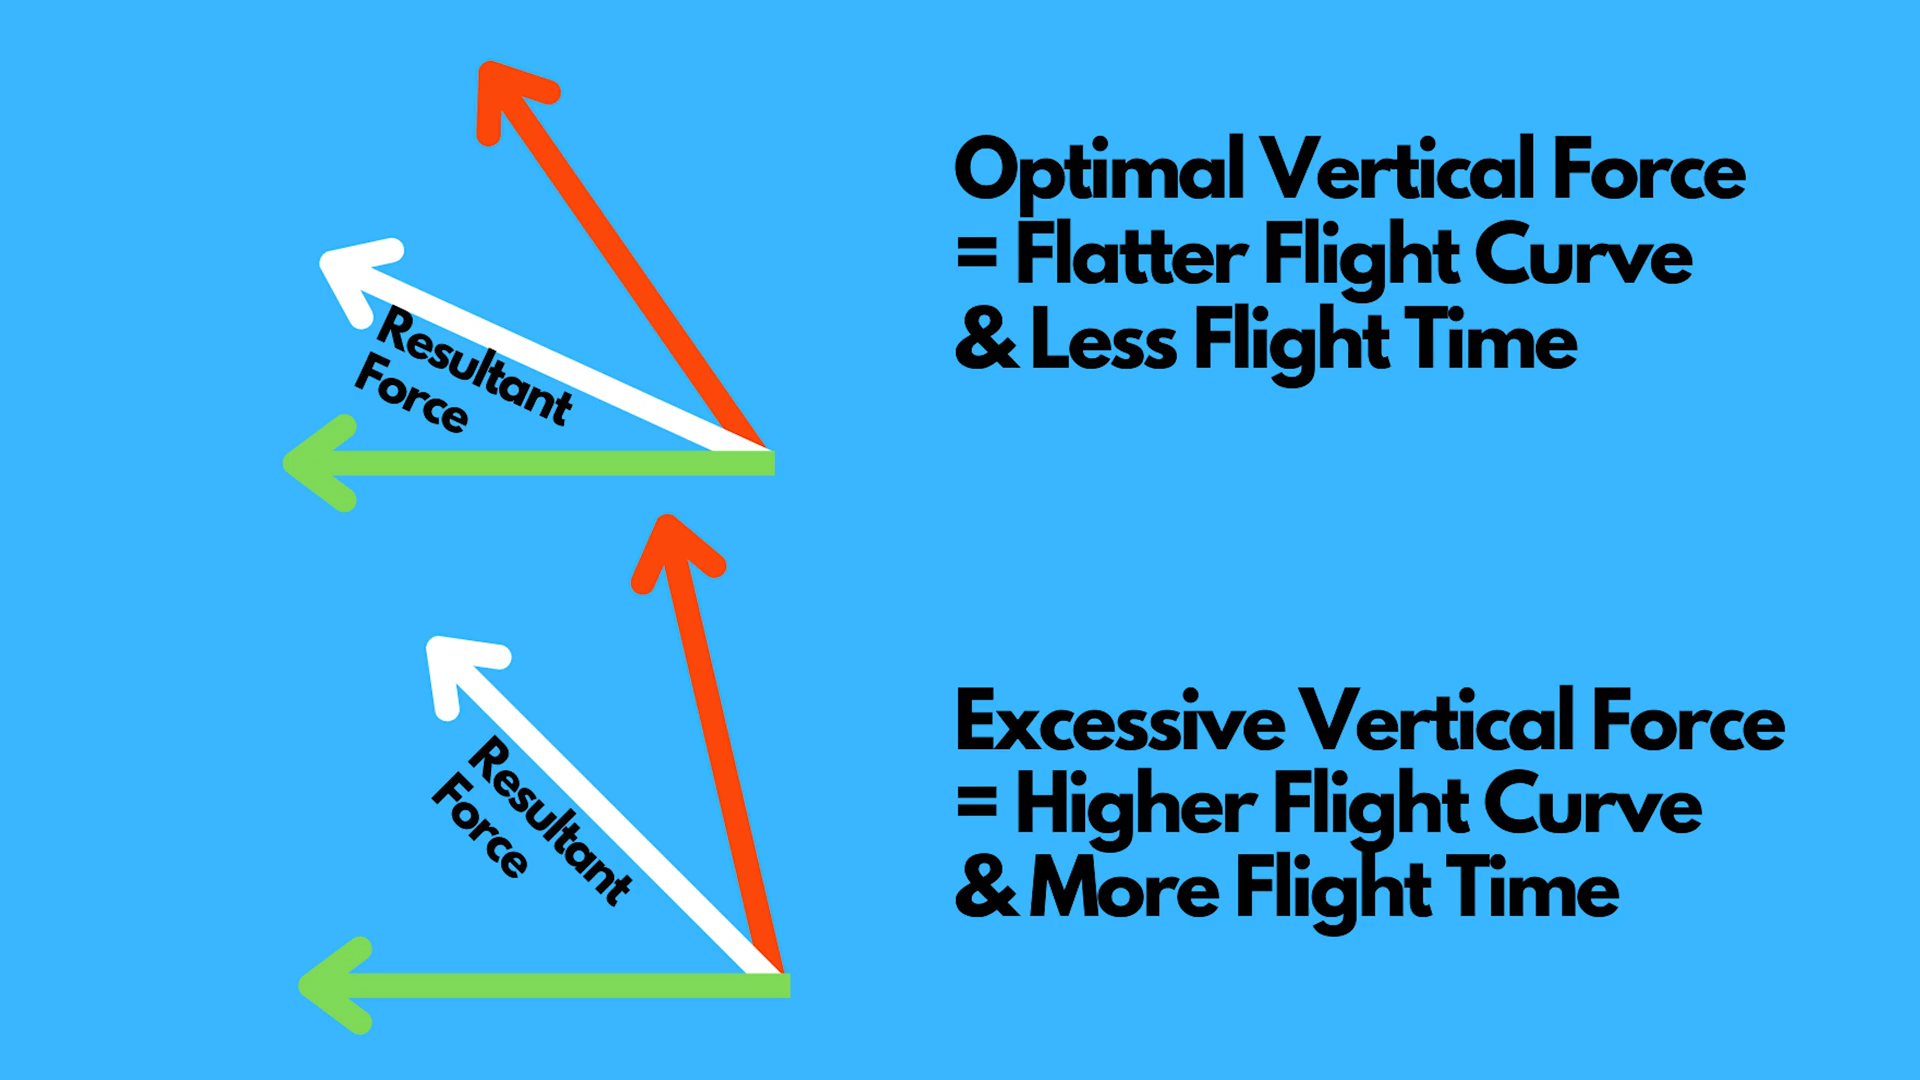 Optimal Vertical Force
= Flatter Flight Curve
& Less Flight Time
Resultant
Force
Excessive Vertical Force
= Higher Flight Curve
& More Flight Time
Resultant
Force